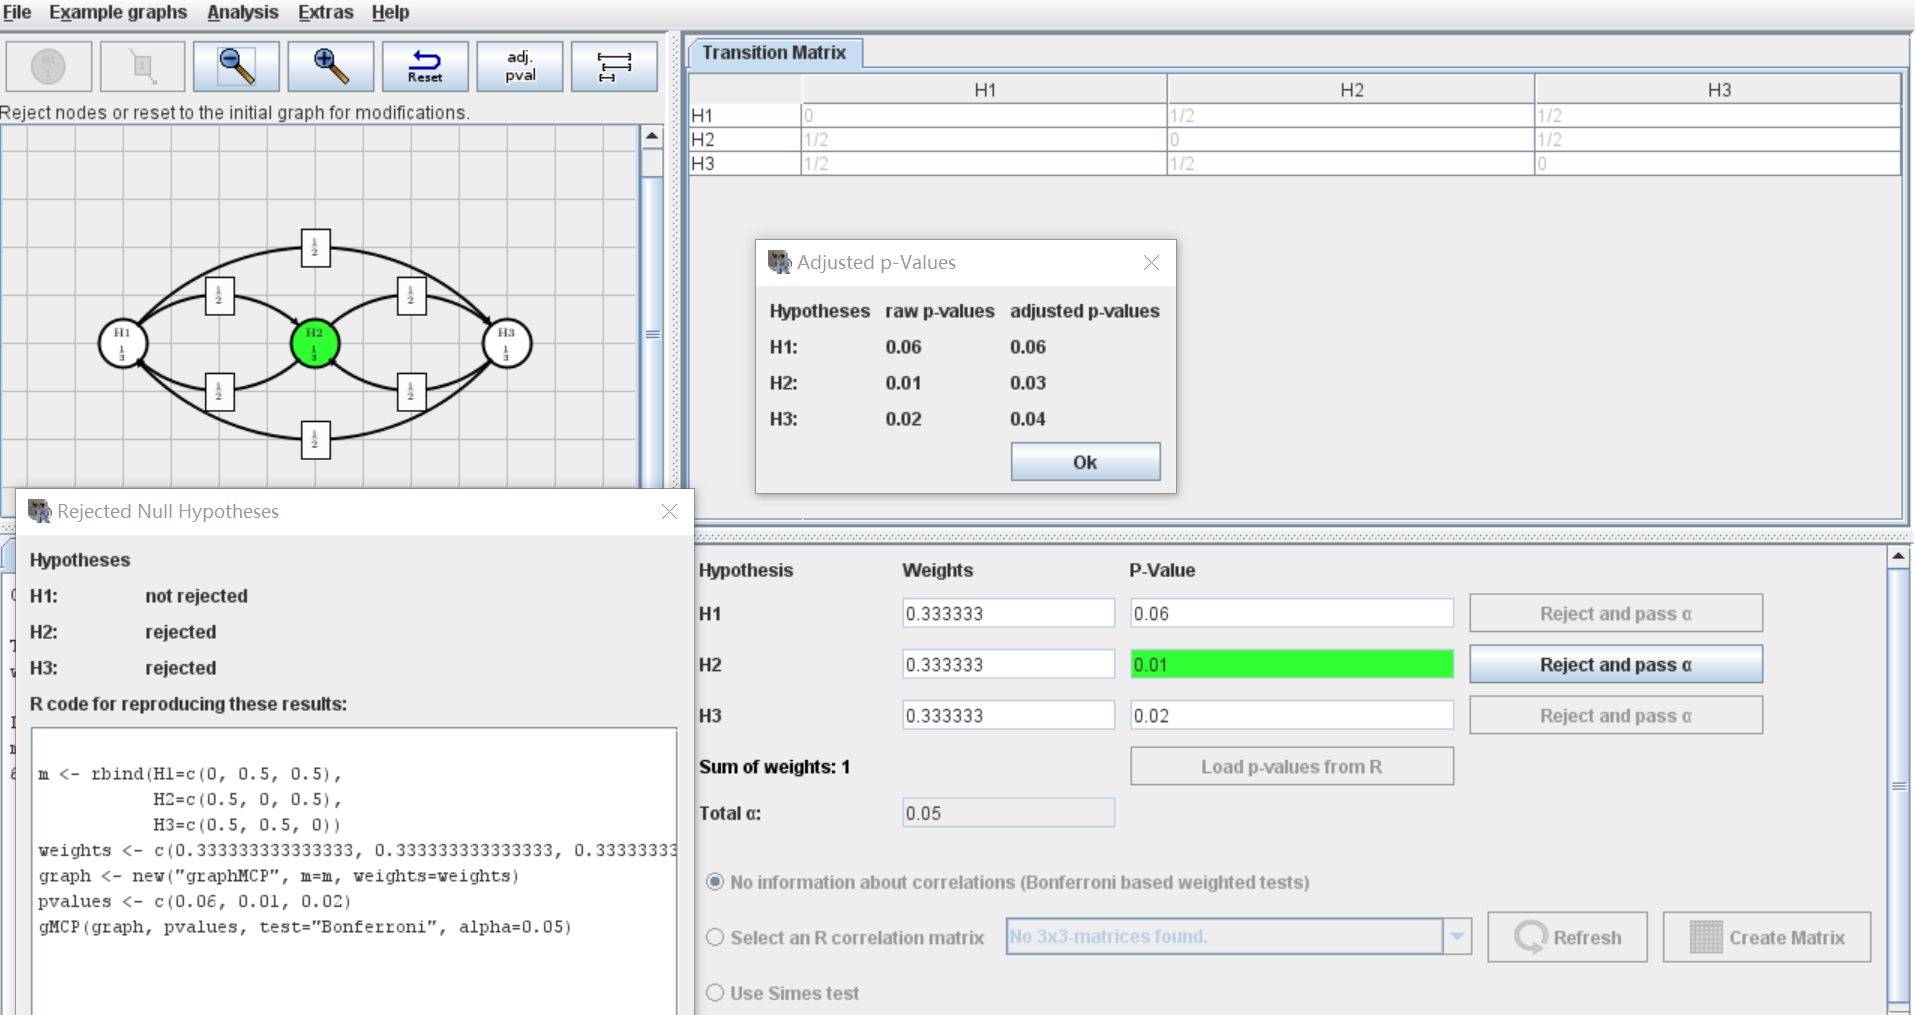 File Example graphs Analysis Extras Help
Reset
adj. pval
Reject nodes or reset to the initial graph for modifications.
Transition Matrix
H1 H2 H3
H1 0 1/2 1/2
H2 1/2 0 1/2
H3 1/2 1/2 0
1/2
1/2 1/2
H1 1/3
H2 1/3
H3 1/3
1/2 1/2
1/2
Adjusted p-Values
Hypotheses raw p-values adjusted p-values
H1: 0.06 0.06
H2: 0.01 0.03
H3: 0.02 0.04
Ok
Rejected Null Hypotheses
Hypotheses
H1: not rejected
H2: rejected
H3: rejected
R code for reproducing these results:
m <- rbind(H1=c(0, 0.5, 0.5),
H2=c(0.5, 0, 0.5),
H3=c(0.5, 0.5, 0))
weights <- c(0.333333333333333, 0.333333333333333, 0.33333333
graph <- new("graphMCP", m=m, weights=weights)
pvalues <- c(0.06, 0.01, 0.02)
gMCP(graph, pvalues, test="Bonferroni", alpha=0.05)
Hypothesis Weights P-Value
H1 0.333333 0.06 Reject and pass α
H2 0.333333 0.01 Reject and pass α
H3 0.333333 0.02 Reject and pass α
Sum of weights: 1 Load p-values from R
Total α: 0.05
No information about correlations (Bonferroni based weighted tests)
Select an R correlation matrix No 3x3-matrices found. Refresh Create Matrix
Use Simes test